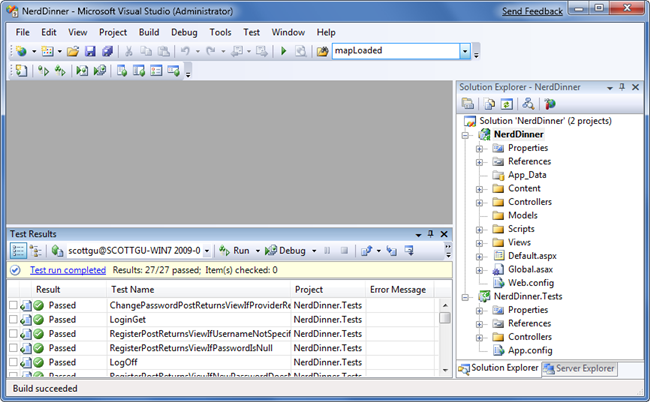 NerdDinner - Microsoft Visual Studio (Administrator)
Send Feedback
File Edit View Project Build Debug Tools Test Window Help
mapLoaded
Solution Explorer - NerdDinner
Solution 'NerdDinner' (2 projects)
NerdDinner
Properties
References
App_Data
Content
Controllers
Models
Scripts
Views
Default.aspx
Global.asax
Web.config
NerdDinner.Tests
Properties
References
Controllers
App.config
Solution Explorer Server Explorer
Test Results
scottgu@SCOTTGU-WIN7 2009-0 Run Debug
Test run completed Results: 27/27 passed; Item(s) checked: 0
Result Test Name Project Error Message
Passed ChangePasswordPostReturnsViewIfProviderRe NerdDinner.Tests
Passed LoginGet NerdDinner.Tests
Passed RegisterPostReturnsViewIfUsernameNotSpecif NerdDinner.Tests
Passed RegisterPostReturnsViewIfPasswordIsNull NerdDinner.Tests
Passed LogOff NerdDinner.Tests
Passed RegisterPostReturnsViewIfNewPasswordDoesN NerdDinner.Tests
Build succeeded